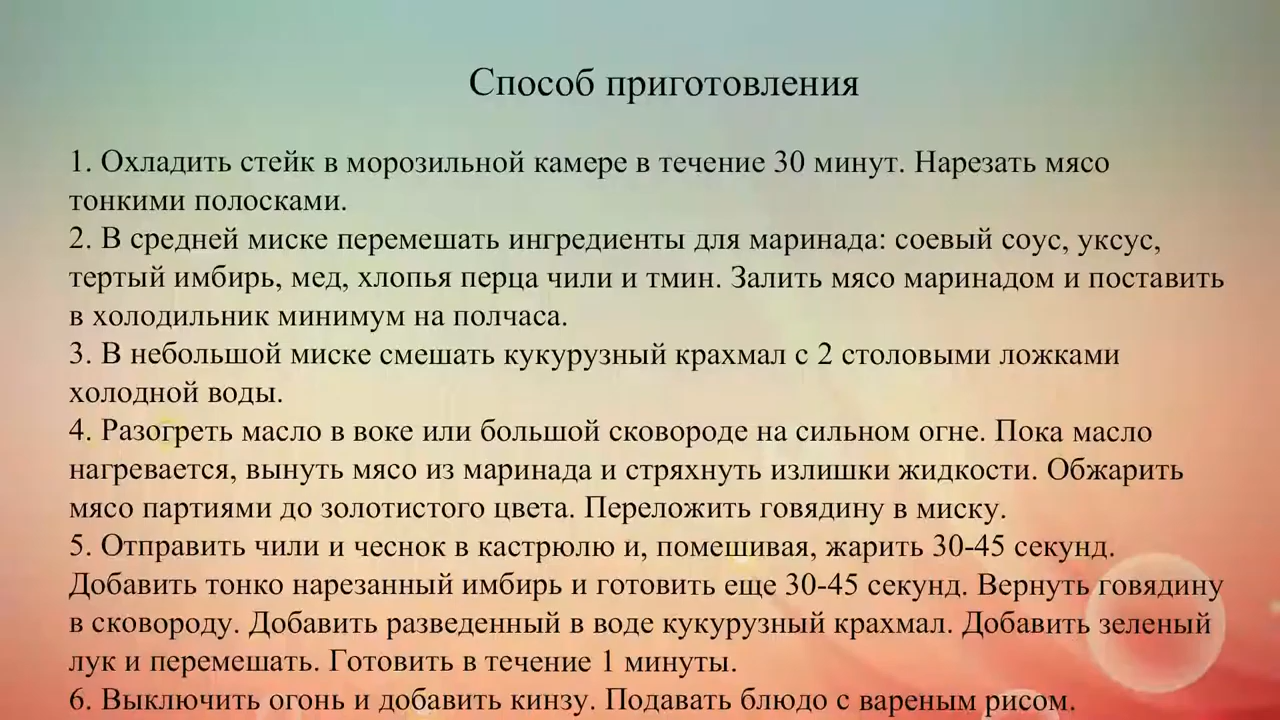 Способ приготовления
1. Охладить стейк в морозильной камере в течение 30 минут. Нарезать мясо
тонкими полосками.
2. В средней миске перемешать ингредиенты для маринада: соевый соус, уксус,
тертый имбирь, мед, хлопья перца чили и тмин. Залить мясо маринадом и поставить
в холодильник минимум на полчаса.
3. В небольшой миске смешать кукурузный крахмал с 2 столовыми ложками
холодной воды.
4. Разогреть масло в воке или большой сковороде на сильном огне. Пока масло
нагревается, вынуть мясо из маринада и стряхнуть излишки жидкости. Обжарить
мясо партиями до золотистого цвета. Переложить говядину в миску.
5. Отправить чили и чеснок в кастрюлю и, помешивая, жарить 30-45 секунд.
Добавить тонко нарезанный имбирь и готовить еще 30-45 секунд. Вернуть говядину
в сковороду. Добавить разведенный в воде кукурузный крахмал. Добавить зеленый
лук и перемешать. Готовить в течение 1 минуты.
6. Выключить огонь и добавить кинзу. Подавать блюдо с вареным рисом.